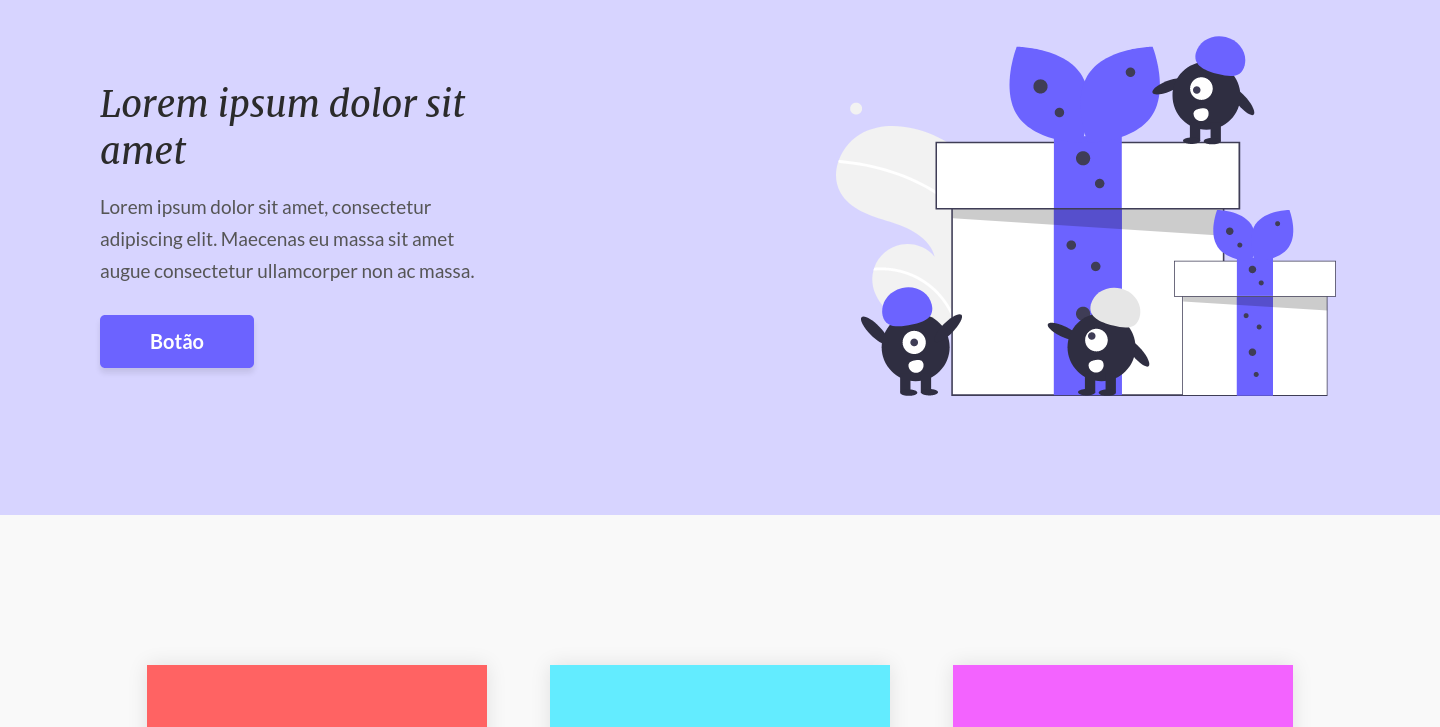 Lorem ipsum dolor sit
amet
Lorem ipsum dolor sit amet, consectetur
adipiscing elit. Maecenas eu massa sit amet
augue consectetur ullamcorper non ac massa.
Botão